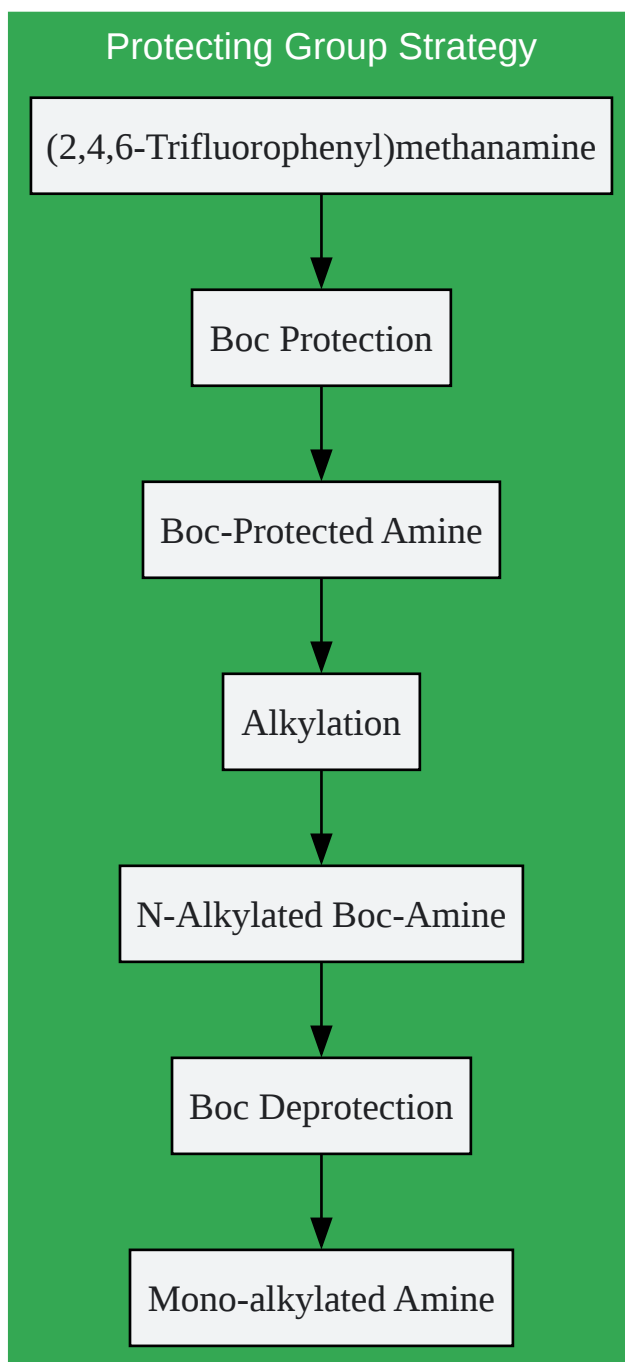 Protecting Group Strategy
(2,4,6-Trifluorophenyl)methanamine
Boc Protection
Boc-Protected Amine
Alkylation
N-Alkylated Boc-Amine
Boc Deprotection
Mono-alkylated Amine